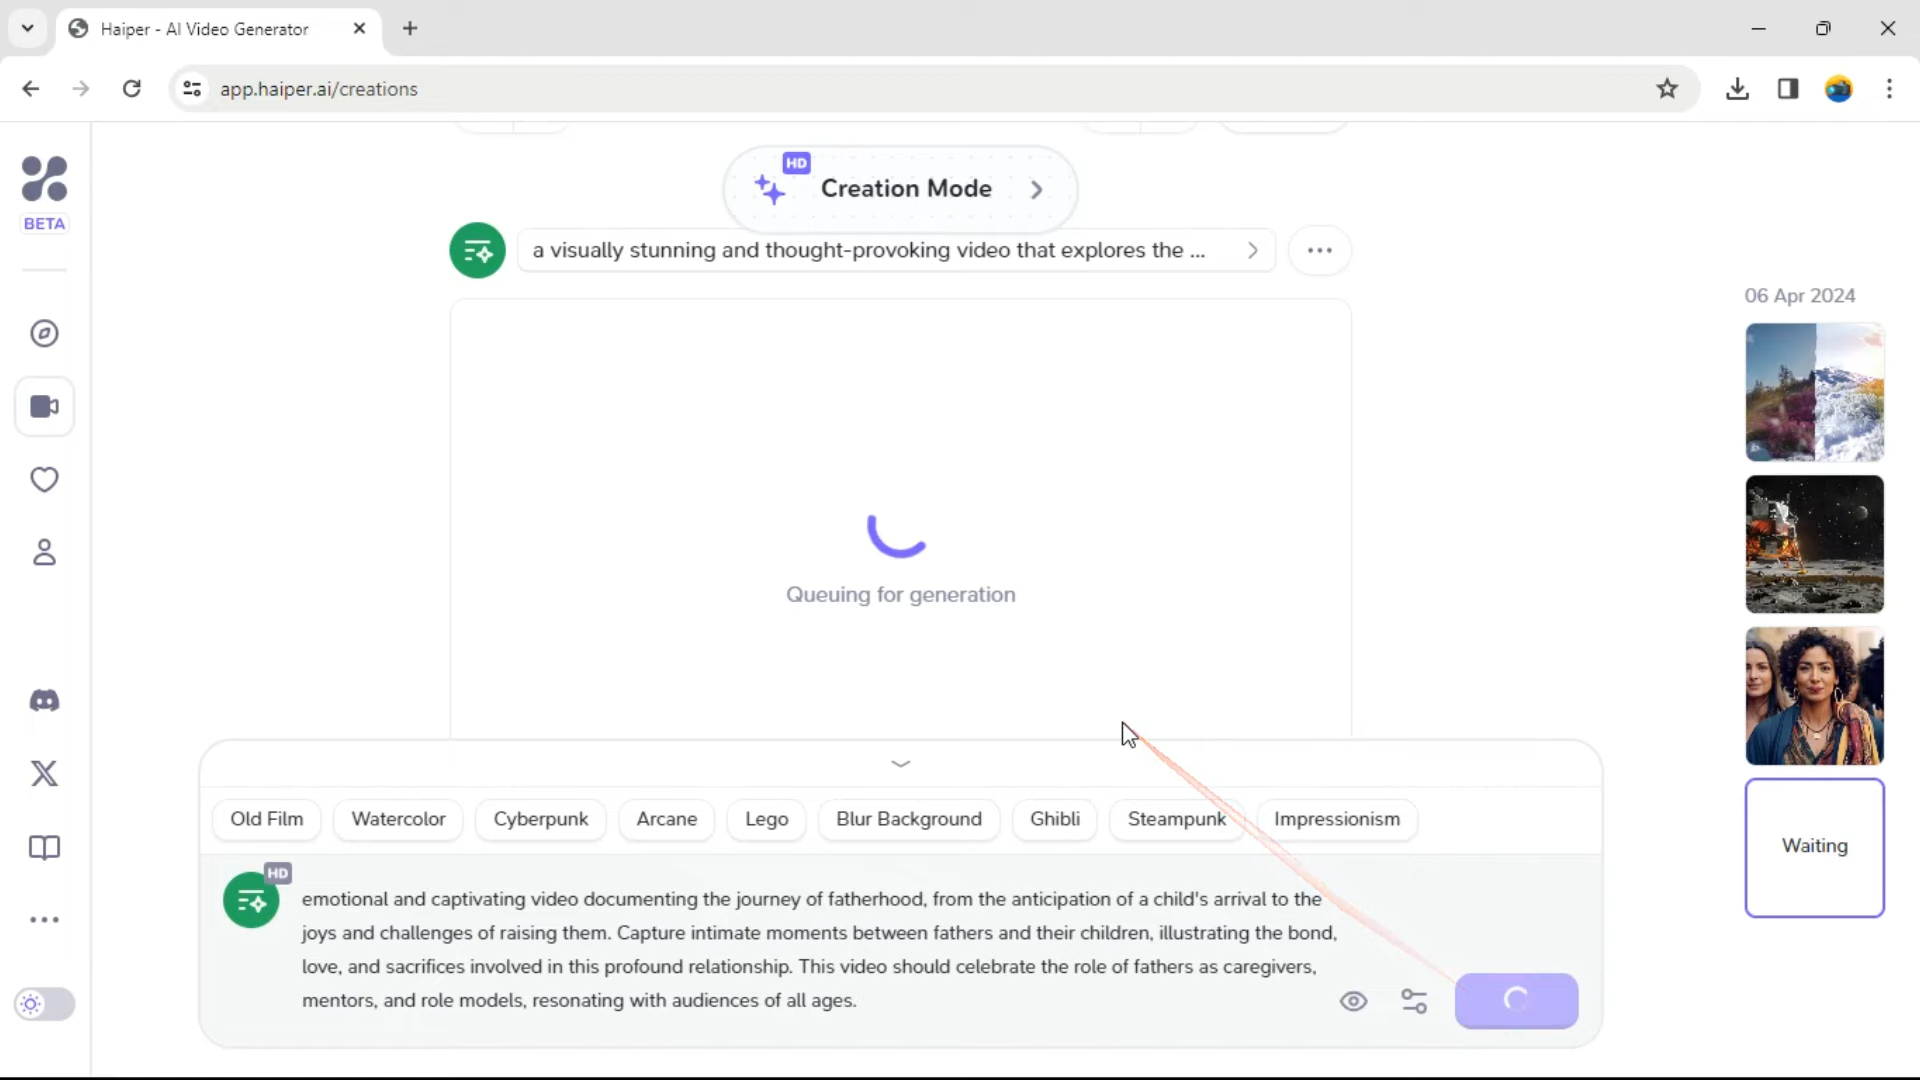 Haiper - AI Video Generator
app.haiper.ai/creations
BETA
HD
Creation Mode
a visually stunning and thought-provoking video that explores the ...
06 Apr 2024
Queuing for generation
Waiting
Old Film
Watercolor
Cyberpunk
Arcane
Lego
Blur Background
Ghibli
Steampunk
Impressionism
HD
emotional and captivating video documenting the journey of fatherhood, from the anticipation of a child's arrival to the
joys and challenges of raising them. Capture intimate moments between fathers and their children, illustrating the bond,
love, and sacrifices involved in this profound relationship. This video should celebrate the role of fathers as caregivers,
mentors, and role models, resonating with audiences of all ages.